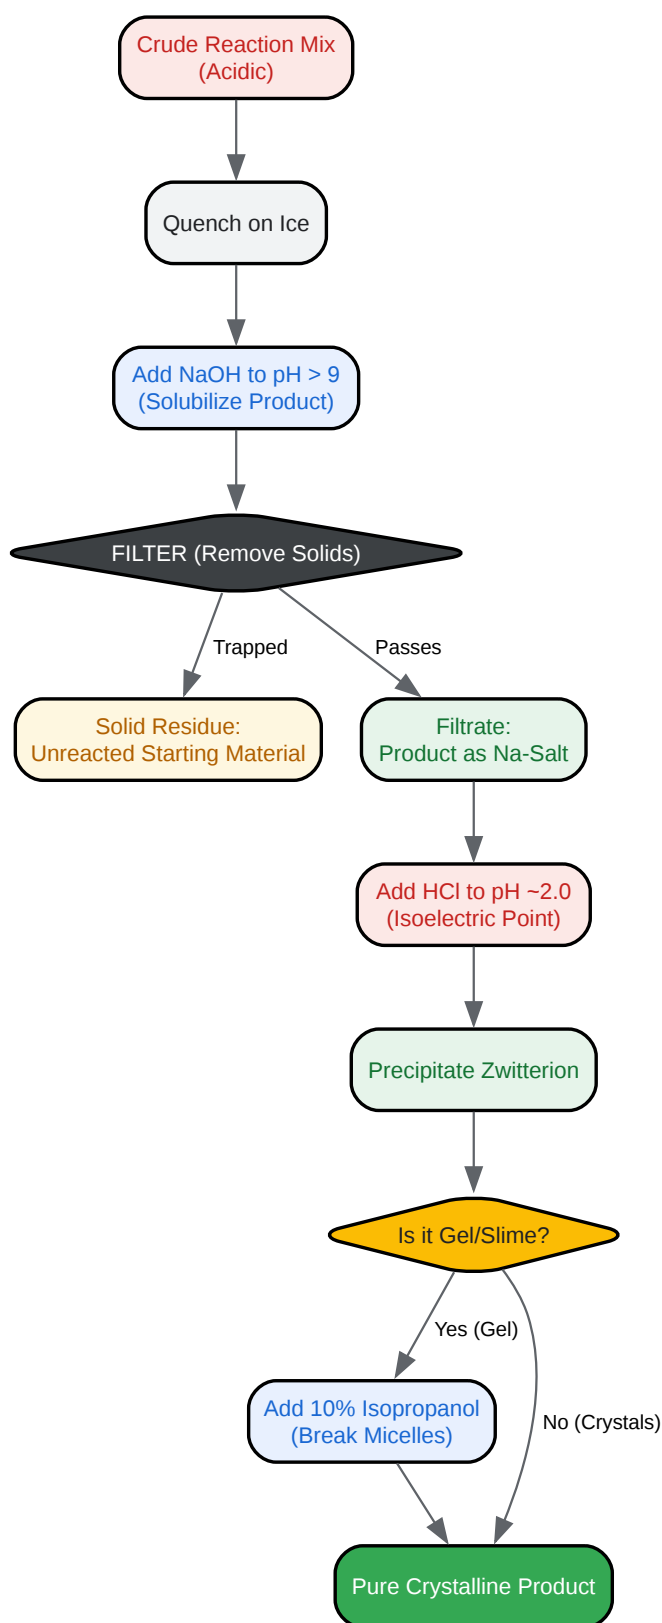 Crude Reaction Mix
(Acidic)
Quench on Ice
Add NaOH to pH > 9
(Solubilize Product)
FILTER (Remove Solids)
Trapped
Passes
Solid Residue:
Unreacted Starting Material
Filtrate:
Product as Na-Salt
Add HCl to pH ~2.0
(Isoelectric Point)
Precipitate Zwitterion
Is it Gel/Slime?
Yes (Gel)
Add 10% Isopropanol
(Break Micelles)
No (Crystals)
Pure Crystalline Product